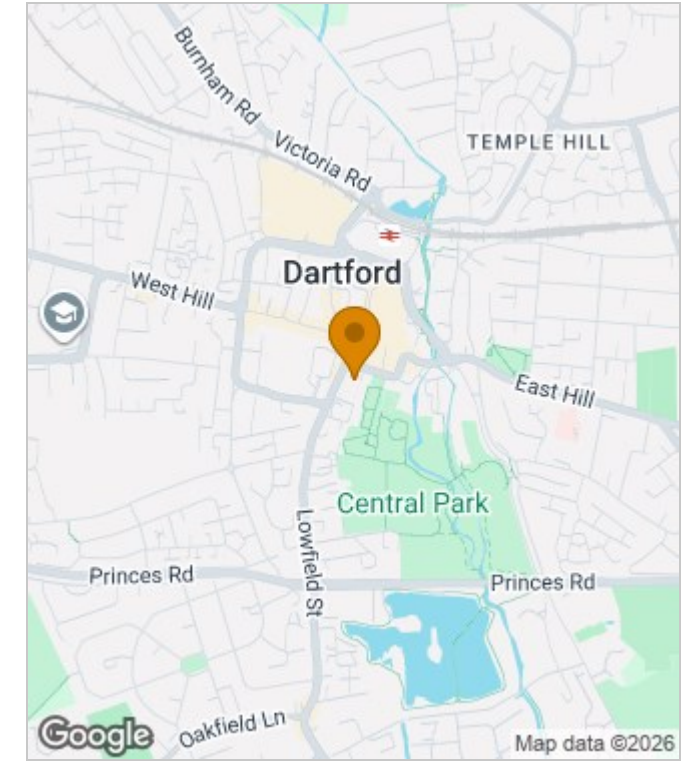 Burnham Rd
Victoria Rd
TEMPLE HILL
Dartford
West Hill
East Hill
Central Park
Lowfield St
Princes Rd
Princes Rd
Oakfield Ln
Google
Map data ©2026